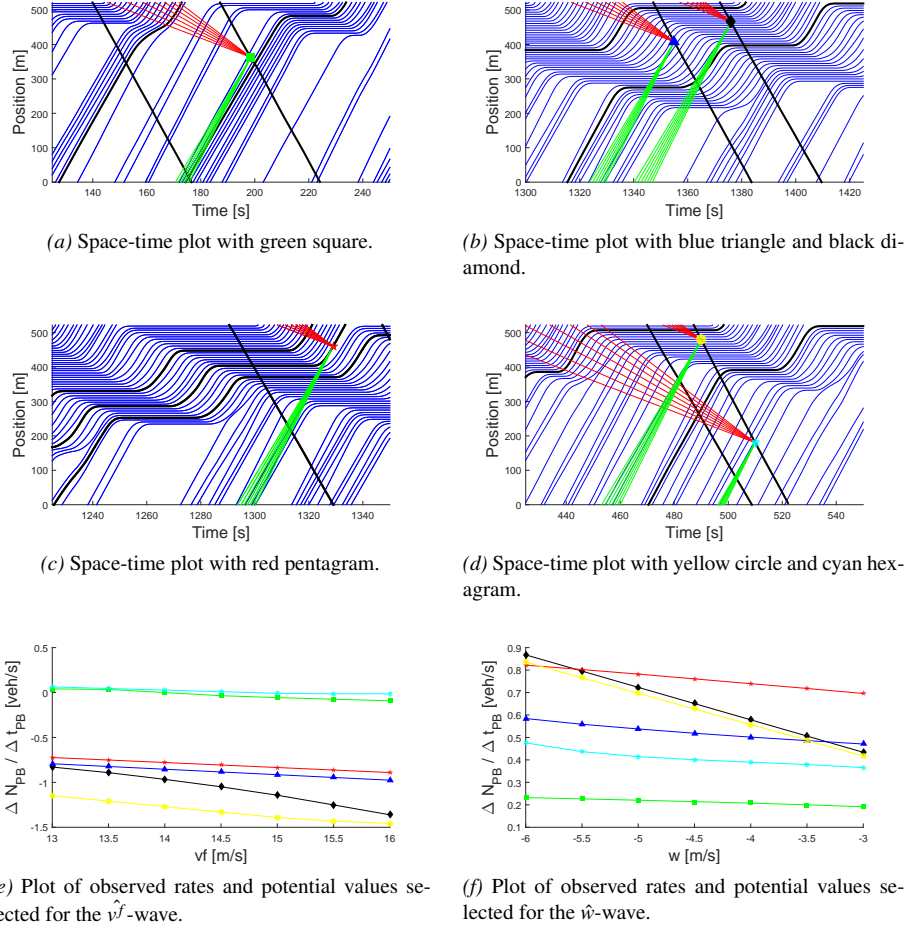 500
400
300
200
100
0
Position [m]
140 160 180 200 220 240
Time [s]
(a) Space-time plot with green square.
500
400
300
200
100
0
Position [m]
1300 1320 1340 1360 1380 1400 1420
Time [s]
(b) Space-time plot with blue triangle and black di-
amond.
500
400
300
200
100
0
Position [m]
1240 1260 1280 1300 1320 1340
Time [s]
(c) Space-time plot with red pentagram.
500
400
300
200
100
0
Position [m]
440 460 480 500 520 540
Time [s]
(d) Space-time plot with yellow circle and cyan hex-
agram.
0.5
0
-0.5
-1
-1.5
Δ N_PB / Δ t_PB [veh/s]
13 13.5 14 14.5 15 15.5 16
vf [m/s]
e) Plot of observed rates and potential values se-
ected for the v̂^f-wave.
0.9
0.8
0.7
0.6
0.5
0.4
0.3
0.2
0.1
Δ N_PB / Δ t_PB [veh/s]
-6 -5.5 -5 -4.5 -4 -3.5 -3
w [m/s]
(f) Plot of observed rates and potential values se-
lected for the ŵ-wave.